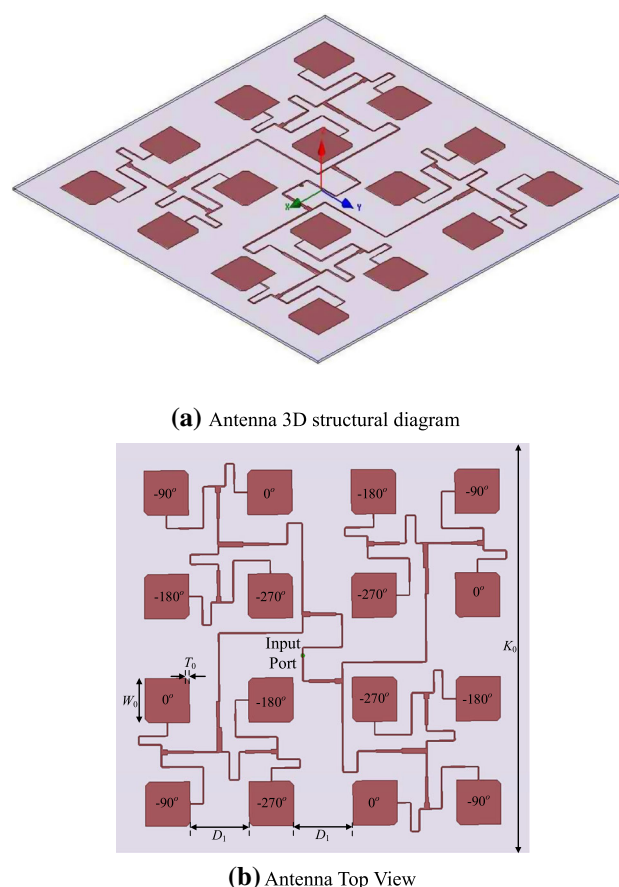 X
Y
(a) Antenna 3D structural diagram
-90° 0° -180° -90°
-180° -270° -270° 0°
Input
Port
K₀
T₀
W₀
0° -180° -270° -180°
-90° -270° 0° -90°
D₁ D₁
(b) Antenna Top View